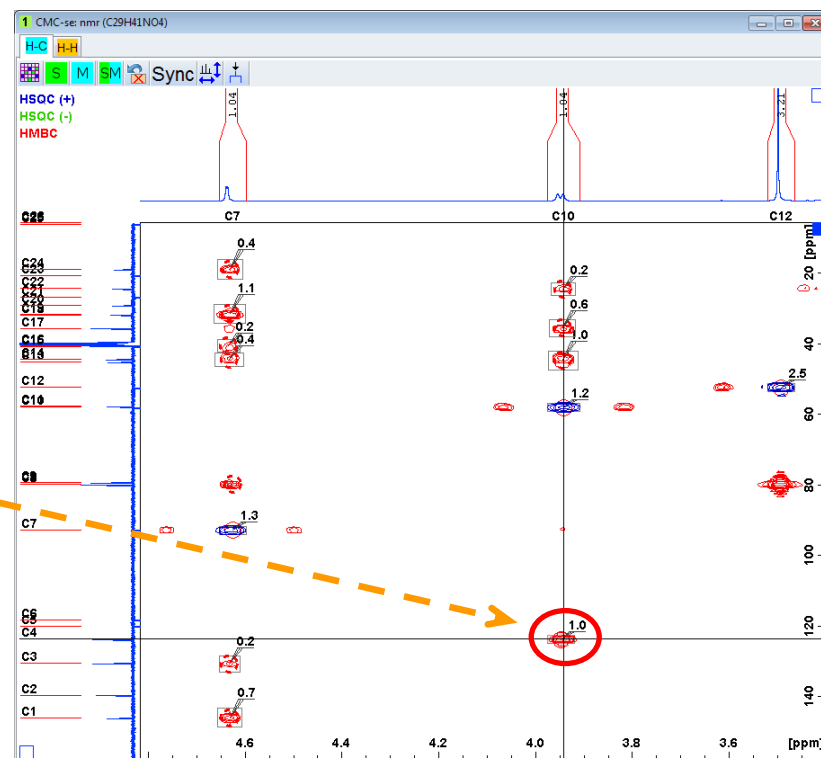 1 CMC-se: nmr (C29H41NO4)
H-C H-H
S M SM Sync
HSQC (+)
HSQC (-)
HMBC
1.04 1.04 3.21
C7 C10 C12
[ppm]
C24
C23
C22
C21
C20
C17
C16
C12
C10
C7
C6
C4
C3
C2
C1
0.4
1.1
0.2
0.4
1.3
0.2
0.7
0.2
0.6
1.0
1.2
1.0
2.5
20
40
60
80
100
120
140
4.6 4.4 4.2 4.0 3.8 3.6 [ppm]